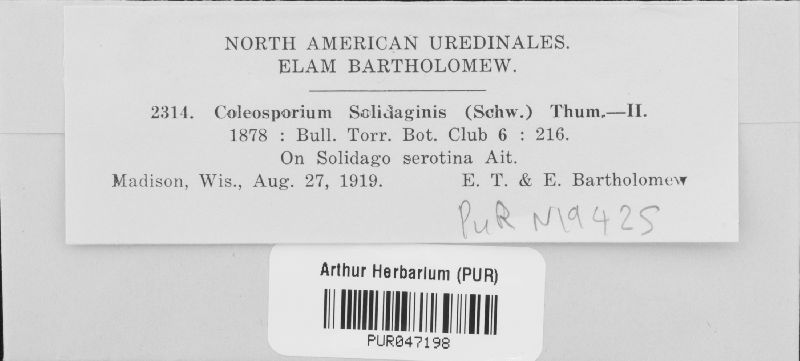 NORTH AMERICAN UREDINALES.
ELAM BARTHOLOMEW.
2314. Coleosporium Solidaginis (Schw.) Thum.—II.
1878 : Bull. Torr. Bot. Club 6 : 216.
On Solidago serotina Ait.
Madison, Wis., Aug. 27, 1919. E. T. & E. Bartholomew
PUR N19425
Arthur Herbarium (PUR)
PUR047198